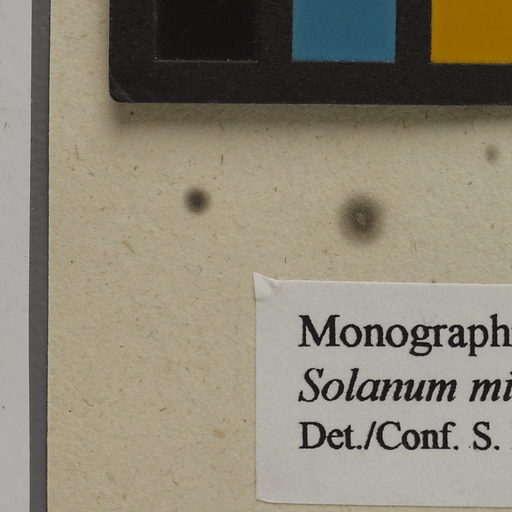 Monograph
Solanum mi
Det./Conf. S.